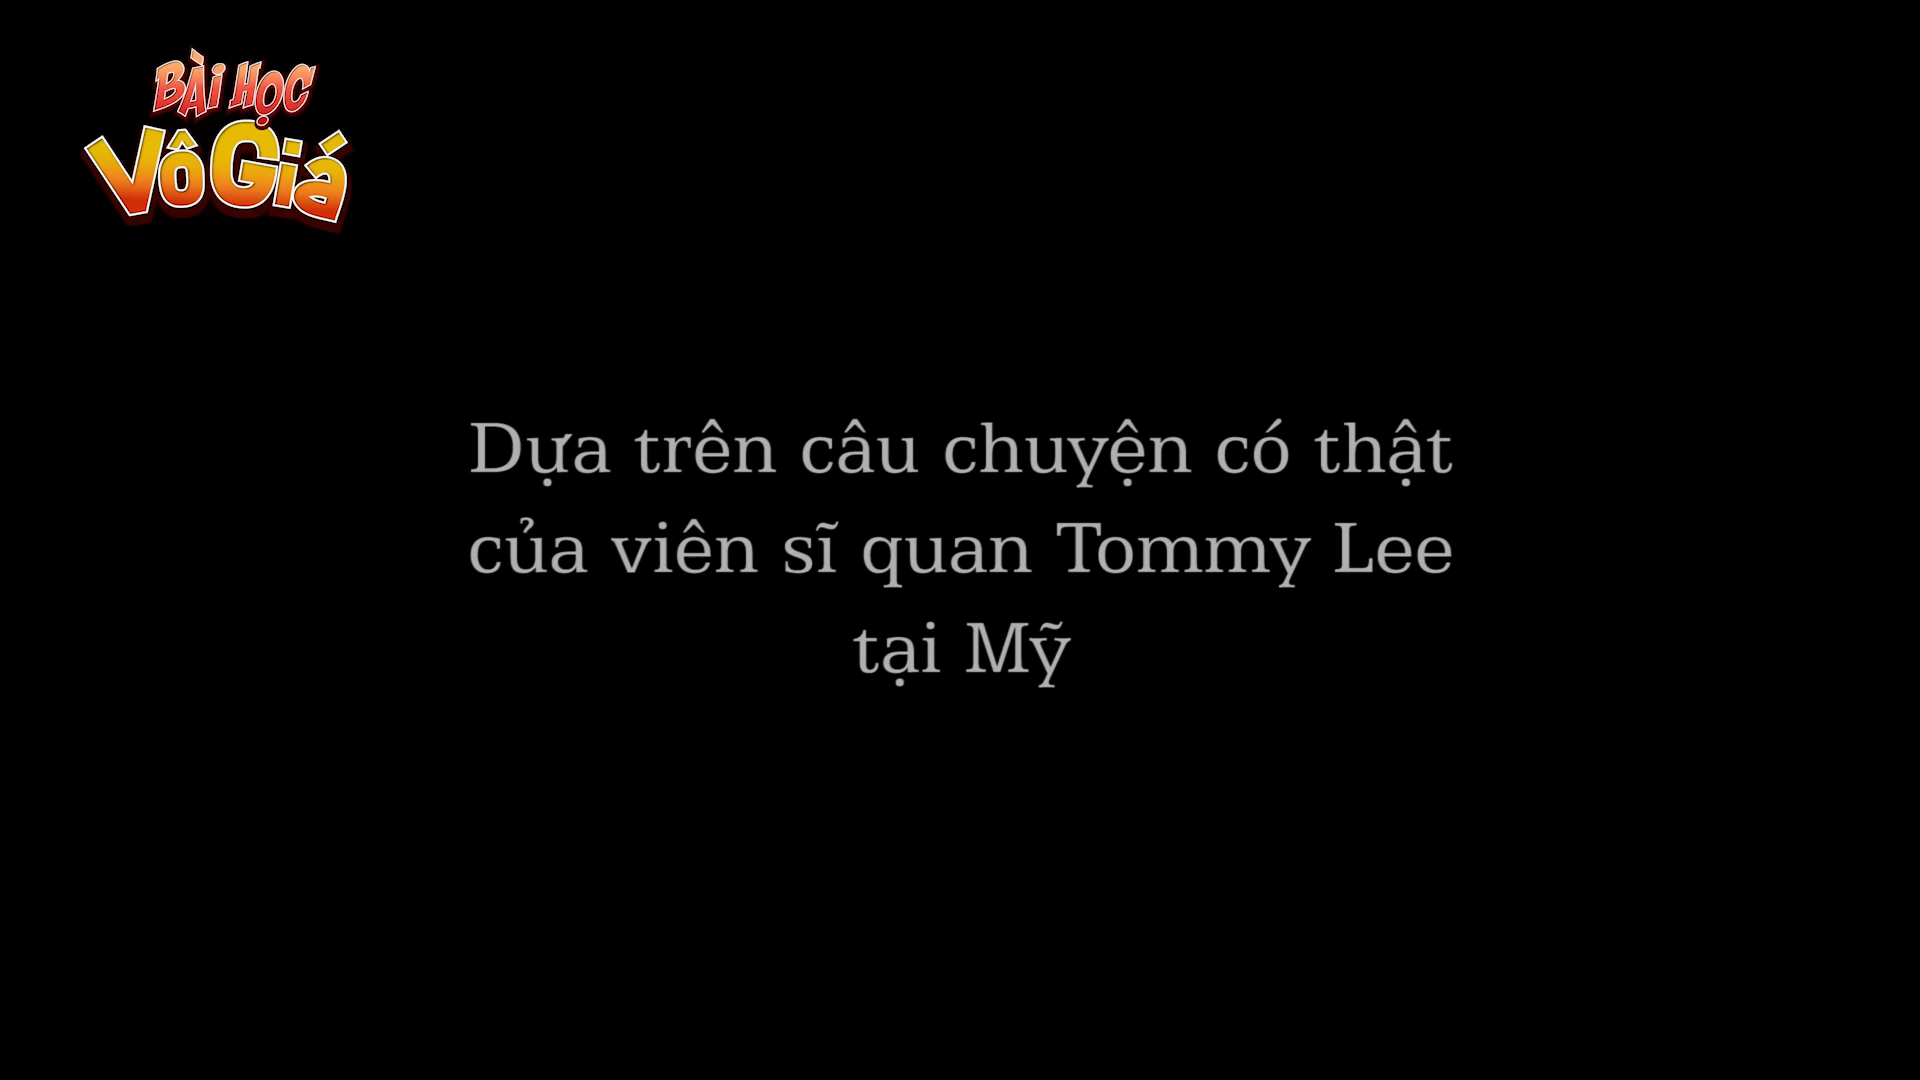 BÀI HỌC
VÔ GIÁ
Dựa trên câu chuyện có thật
của viên sĩ quan Tommy Lee
tại Mỹ